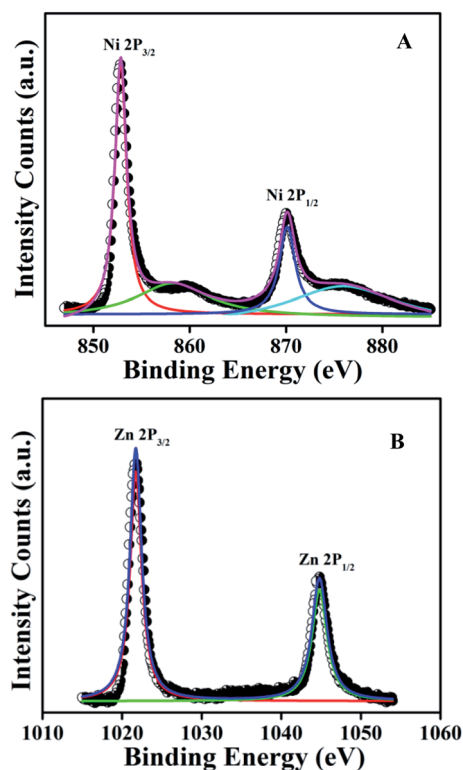 A
Ni 2P3/2
Ni 2P1/2
Intensity Counts (a.u.)
850 860 870 880
Binding Energy (eV)
B
Zn 2P3/2
Zn 2P1/2
Intensity Counts (a.u.)
1010 1020 1030 1040 1050 1060
Binding Energy (eV)